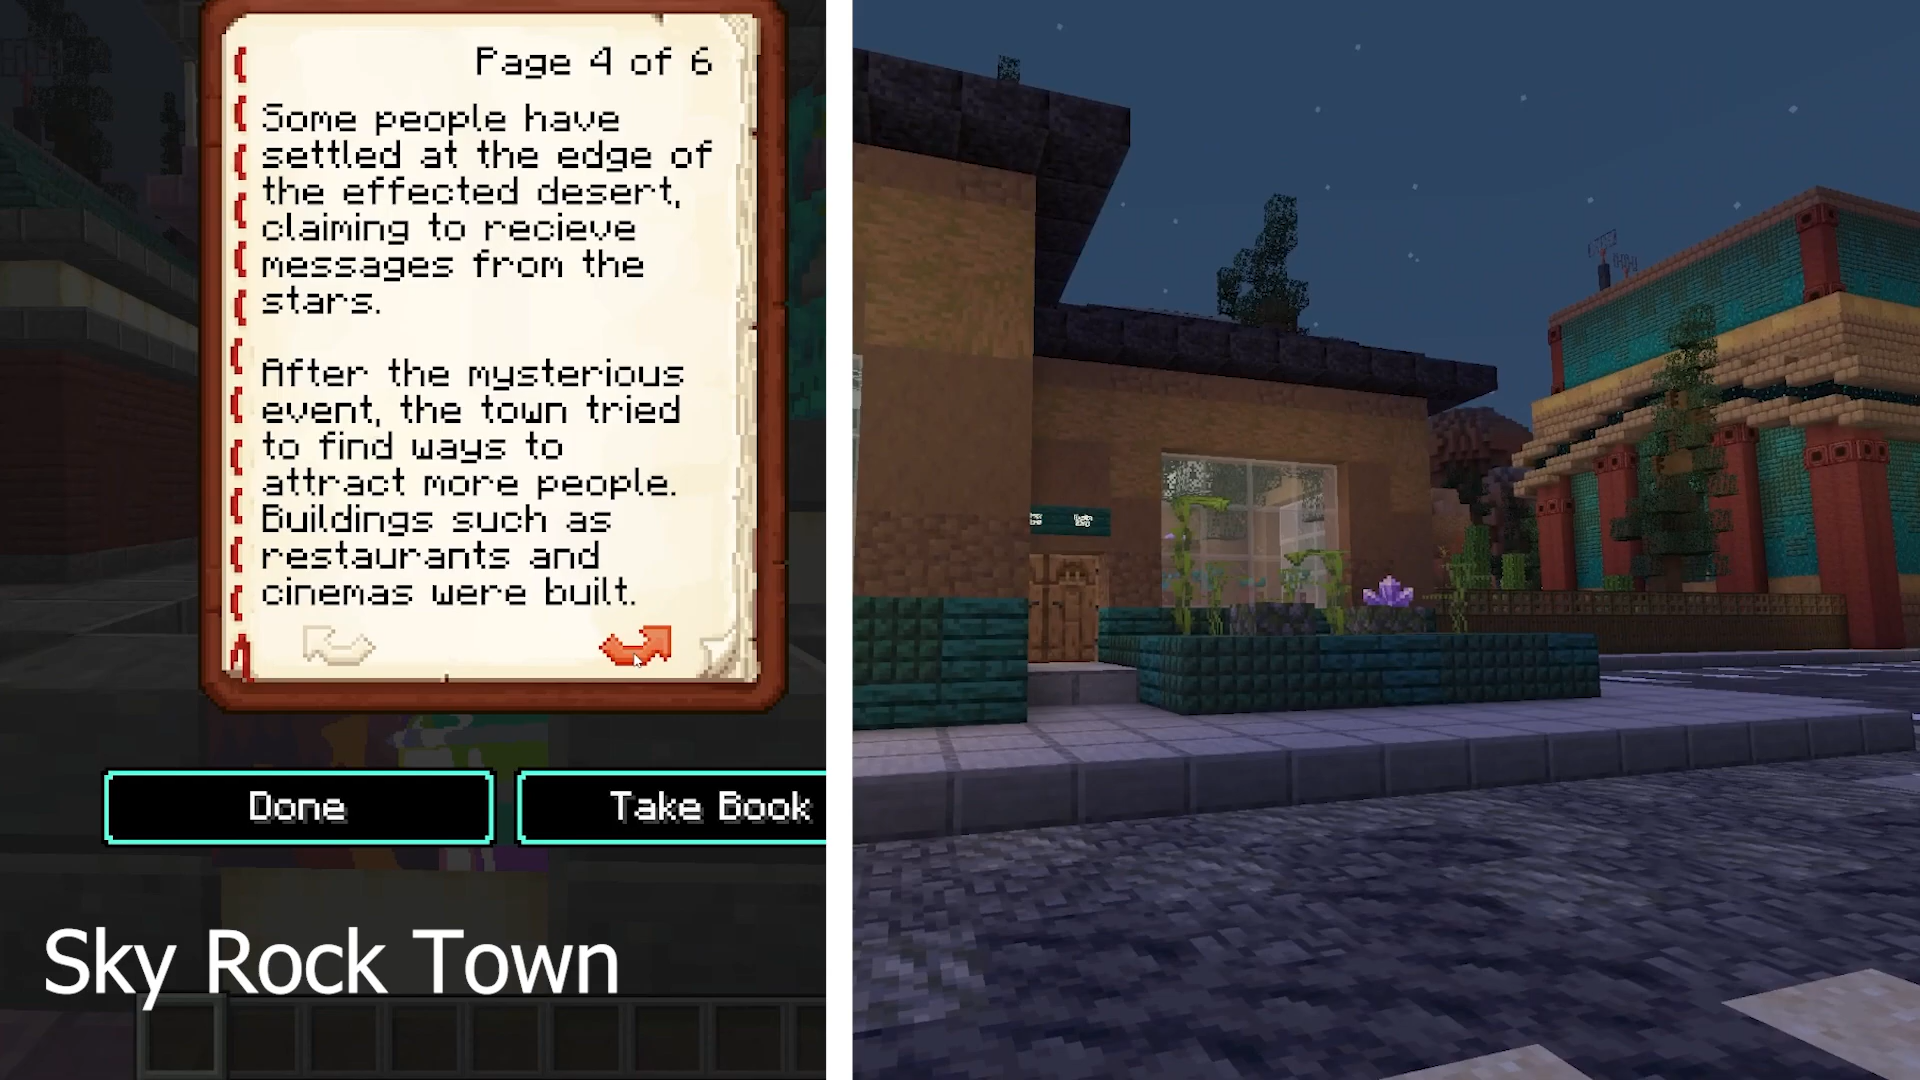 Page 4 of 6
Some people have
settled at the edge of
the effected desert,
claiming to recieve
messages from the
stars.
After the mysterious
event, the town tried
to find ways to
attract more people.
Buildings such as
restaurants and
cinemas were built.
Done
Take Book
Sky Rock Town